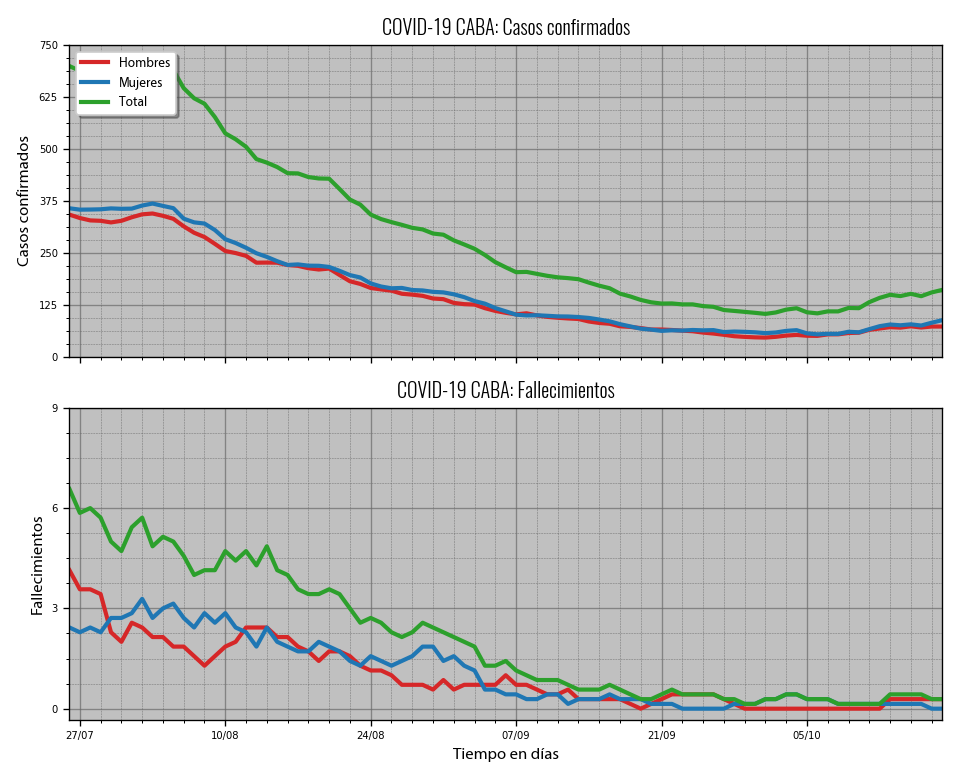 COVID-19 CABA: Casos confirmados
750
625
500
375
250
125
0
Casos confirmados
Hombres
Mujeres
Total
COVID-19 CABA: Fallecimientos
9
6
3
0
Fallecimientos
27/07 10/08 24/08 07/09 21/09 05/10
Tiempo en días